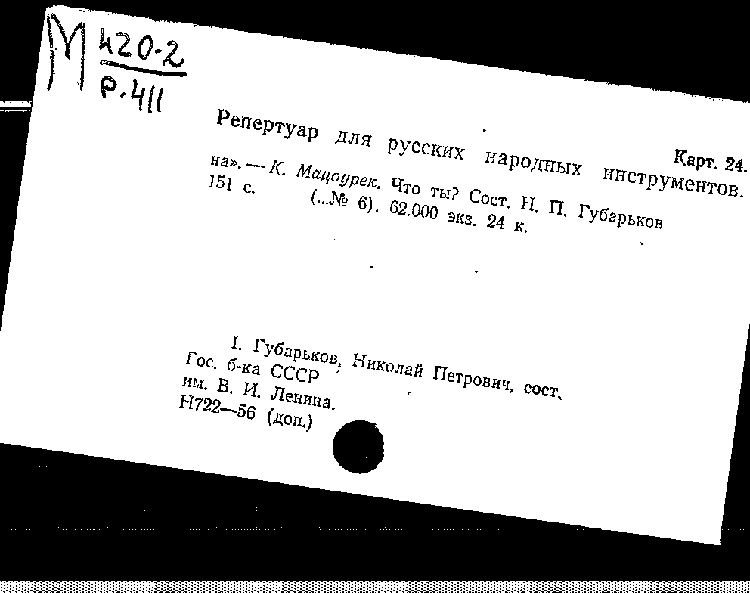 М 420-2
Р.411
Карт. 24.
Репертуар для русских народных инструментов.
на». — К. Мацоурек. Что ты? Сост. Н. П. Губарьков
151 с. (...№ 6). 62.000 экз. 24 к.
I. Губарьков, Николай Петрович, сост.
Гос. б-ка СССР
им. В. И. Ленина.
Н722—56 (доп.)